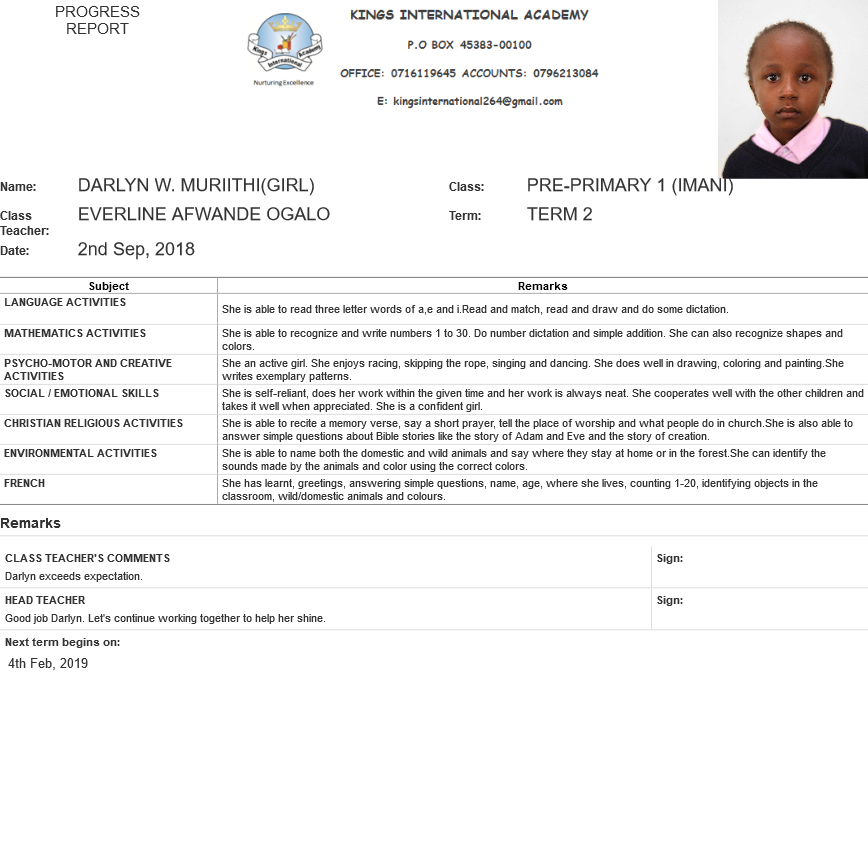 PROGRESS
REPORT
KINGS INTERNATIONAL ACADEMY
P.O BOX 45383-00100
OFFICE: 0716119645 ACCOUNTS: 0796213084
E: kingsinternational264@gmail.com
Kings Academy
International
Nurturing Excellence
Name: DARLYN W. MURIITHI(GIRL) Class: PRE-PRIMARY 1 (IMANI)
Class Teacher: EVERLINE AFWANDE OGALO Term: TERM 2
Date: 2nd Sep, 2018
Subject Remarks
LANGUAGE ACTIVITIES
She is able to read three letter words of a,e and i.Read and match, read and draw and do some dictation.
MATHEMATICS ACTIVITIES
She is able to recognize and write numbers 1 to 30. Do number dictation and simple addition. She can also recognize shapes and
colors.
PSYCHO-MOTOR AND CREATIVE
ACTIVITIES
She an active girl. She enjoys racing, skipping the rope, singing and dancing. She does well in drawing, coloring and painting.She
writes exemplary patterns.
SOCIAL / EMOTIONAL SKILLS
She is self-reliant, does her work within the given time and her work is always neat. She cooperates well with the other children and
takes it well when appreciated. She is a confident girl.
CHRISTIAN RELIGIOUS ACTIVITIES
She is able to recite a memory verse, say a short prayer, tell the place of worship and what people do in church.She is also able to
answer simple questions about Bible stories like the story of Adam and Eve and the story of creation.
ENVIRONMENTAL ACTIVITIES
She is able to name both the domestic and wild animals and say where they stay at home or in the forest.She can identify the
sounds made by the animals and color using the correct colors.
FRENCH
She has learnt, greetings, answering simple questions, name, age, where she lives, counting 1-20, identifying objects in the
classroom, wild/domestic animals and colours.
Remarks
CLASS TEACHER'S COMMENTS Sign:
Darlyn exceeds expectation.
HEAD TEACHER Sign:
Good job Darlyn. Let's continue working together to help her shine.
Next term begins on:
4th Feb, 2019